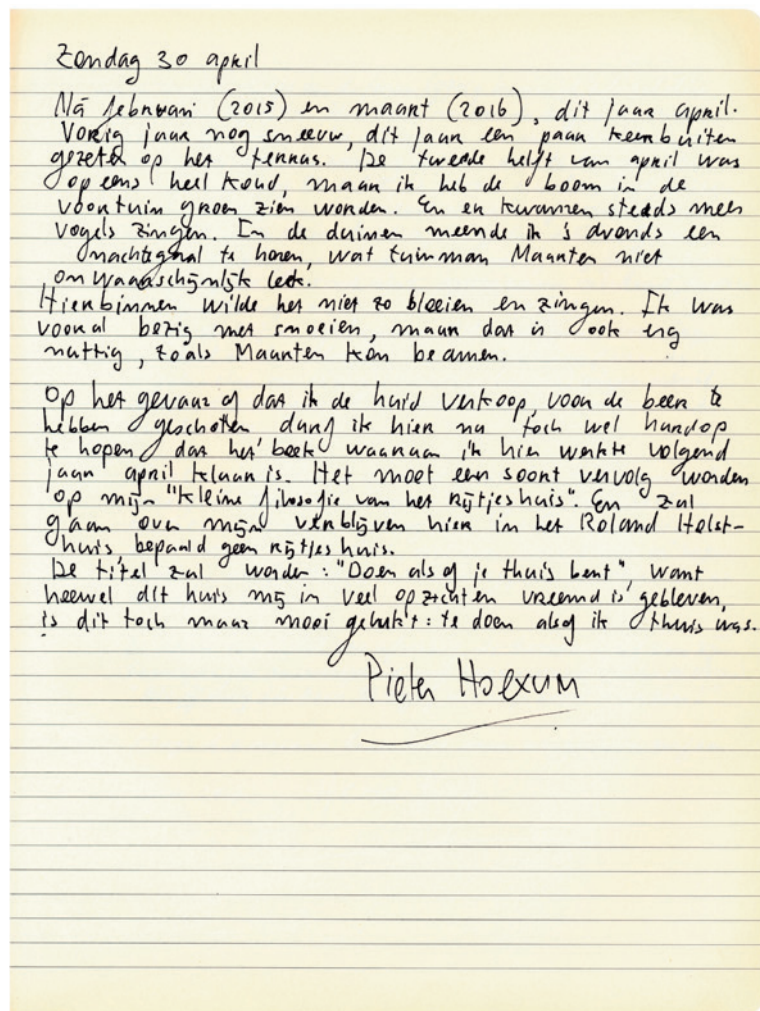 Zondag 30 april
Ná februari (2015) en maart (2016), dit jaar april.
Vorig jaar nog sneeuw, dit jaar een paar keer buiten
gezeten op het terras. De tweede helft van april was
opeens heel koud, maar ik heb de boom in de
voortuin groen zien worden. En er kwamen steeds meer
vogels zingen. In de duinen meende ik 's avonds een
nachtegaal te horen, wat tuinman Maarten niet
onwaarschijnlijk leek.
Hierbinnen wilde het niet zo bloeien en zingen. Ik was
vooral bezig met snoeien, maar dat is ook erg
nuttig, zoals Maarten kon beamen.
Op het gevaar af dat ik de huid verkoop voor de beer te
hebben geschoten durf ik hier nu toch wel hardop
te hopen dat het boek waaraan ik hier werkte volgend
jaar april klaar is. Het moet een soort vervolg worden
op mijn "Kleine filosofie van het rijtjeshuis". En zal
gaan over mijn verblijven hier in het Roland Holst-
huis, bepaald geen rijtjeshuis.
De titel zal worden: "Doen alsof je thuis bent", want
hoewel dit huis mij in veel opzichten vreemd is gebleven,
is dit toch maar mooi gelukt: te doen alsof ik thuis was.
Pieter Hoexum